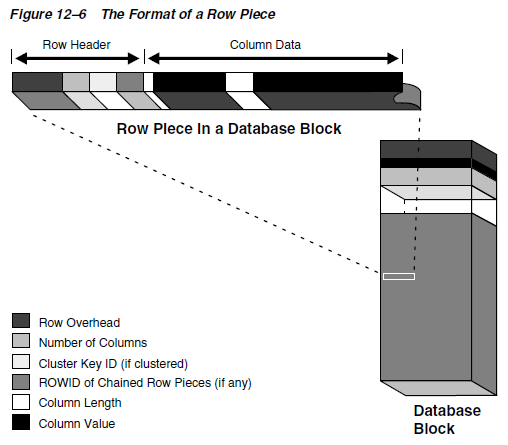 Figure 12–6 The Format of a Row Piece
Row Header
Column Data
Row Piece In a Database Block
Row Overhead
Number of Columns
Cluster Key ID (if clustered)
ROWID of Chained Row Pieces (if any)
Column Length
Column Value
Database
Block